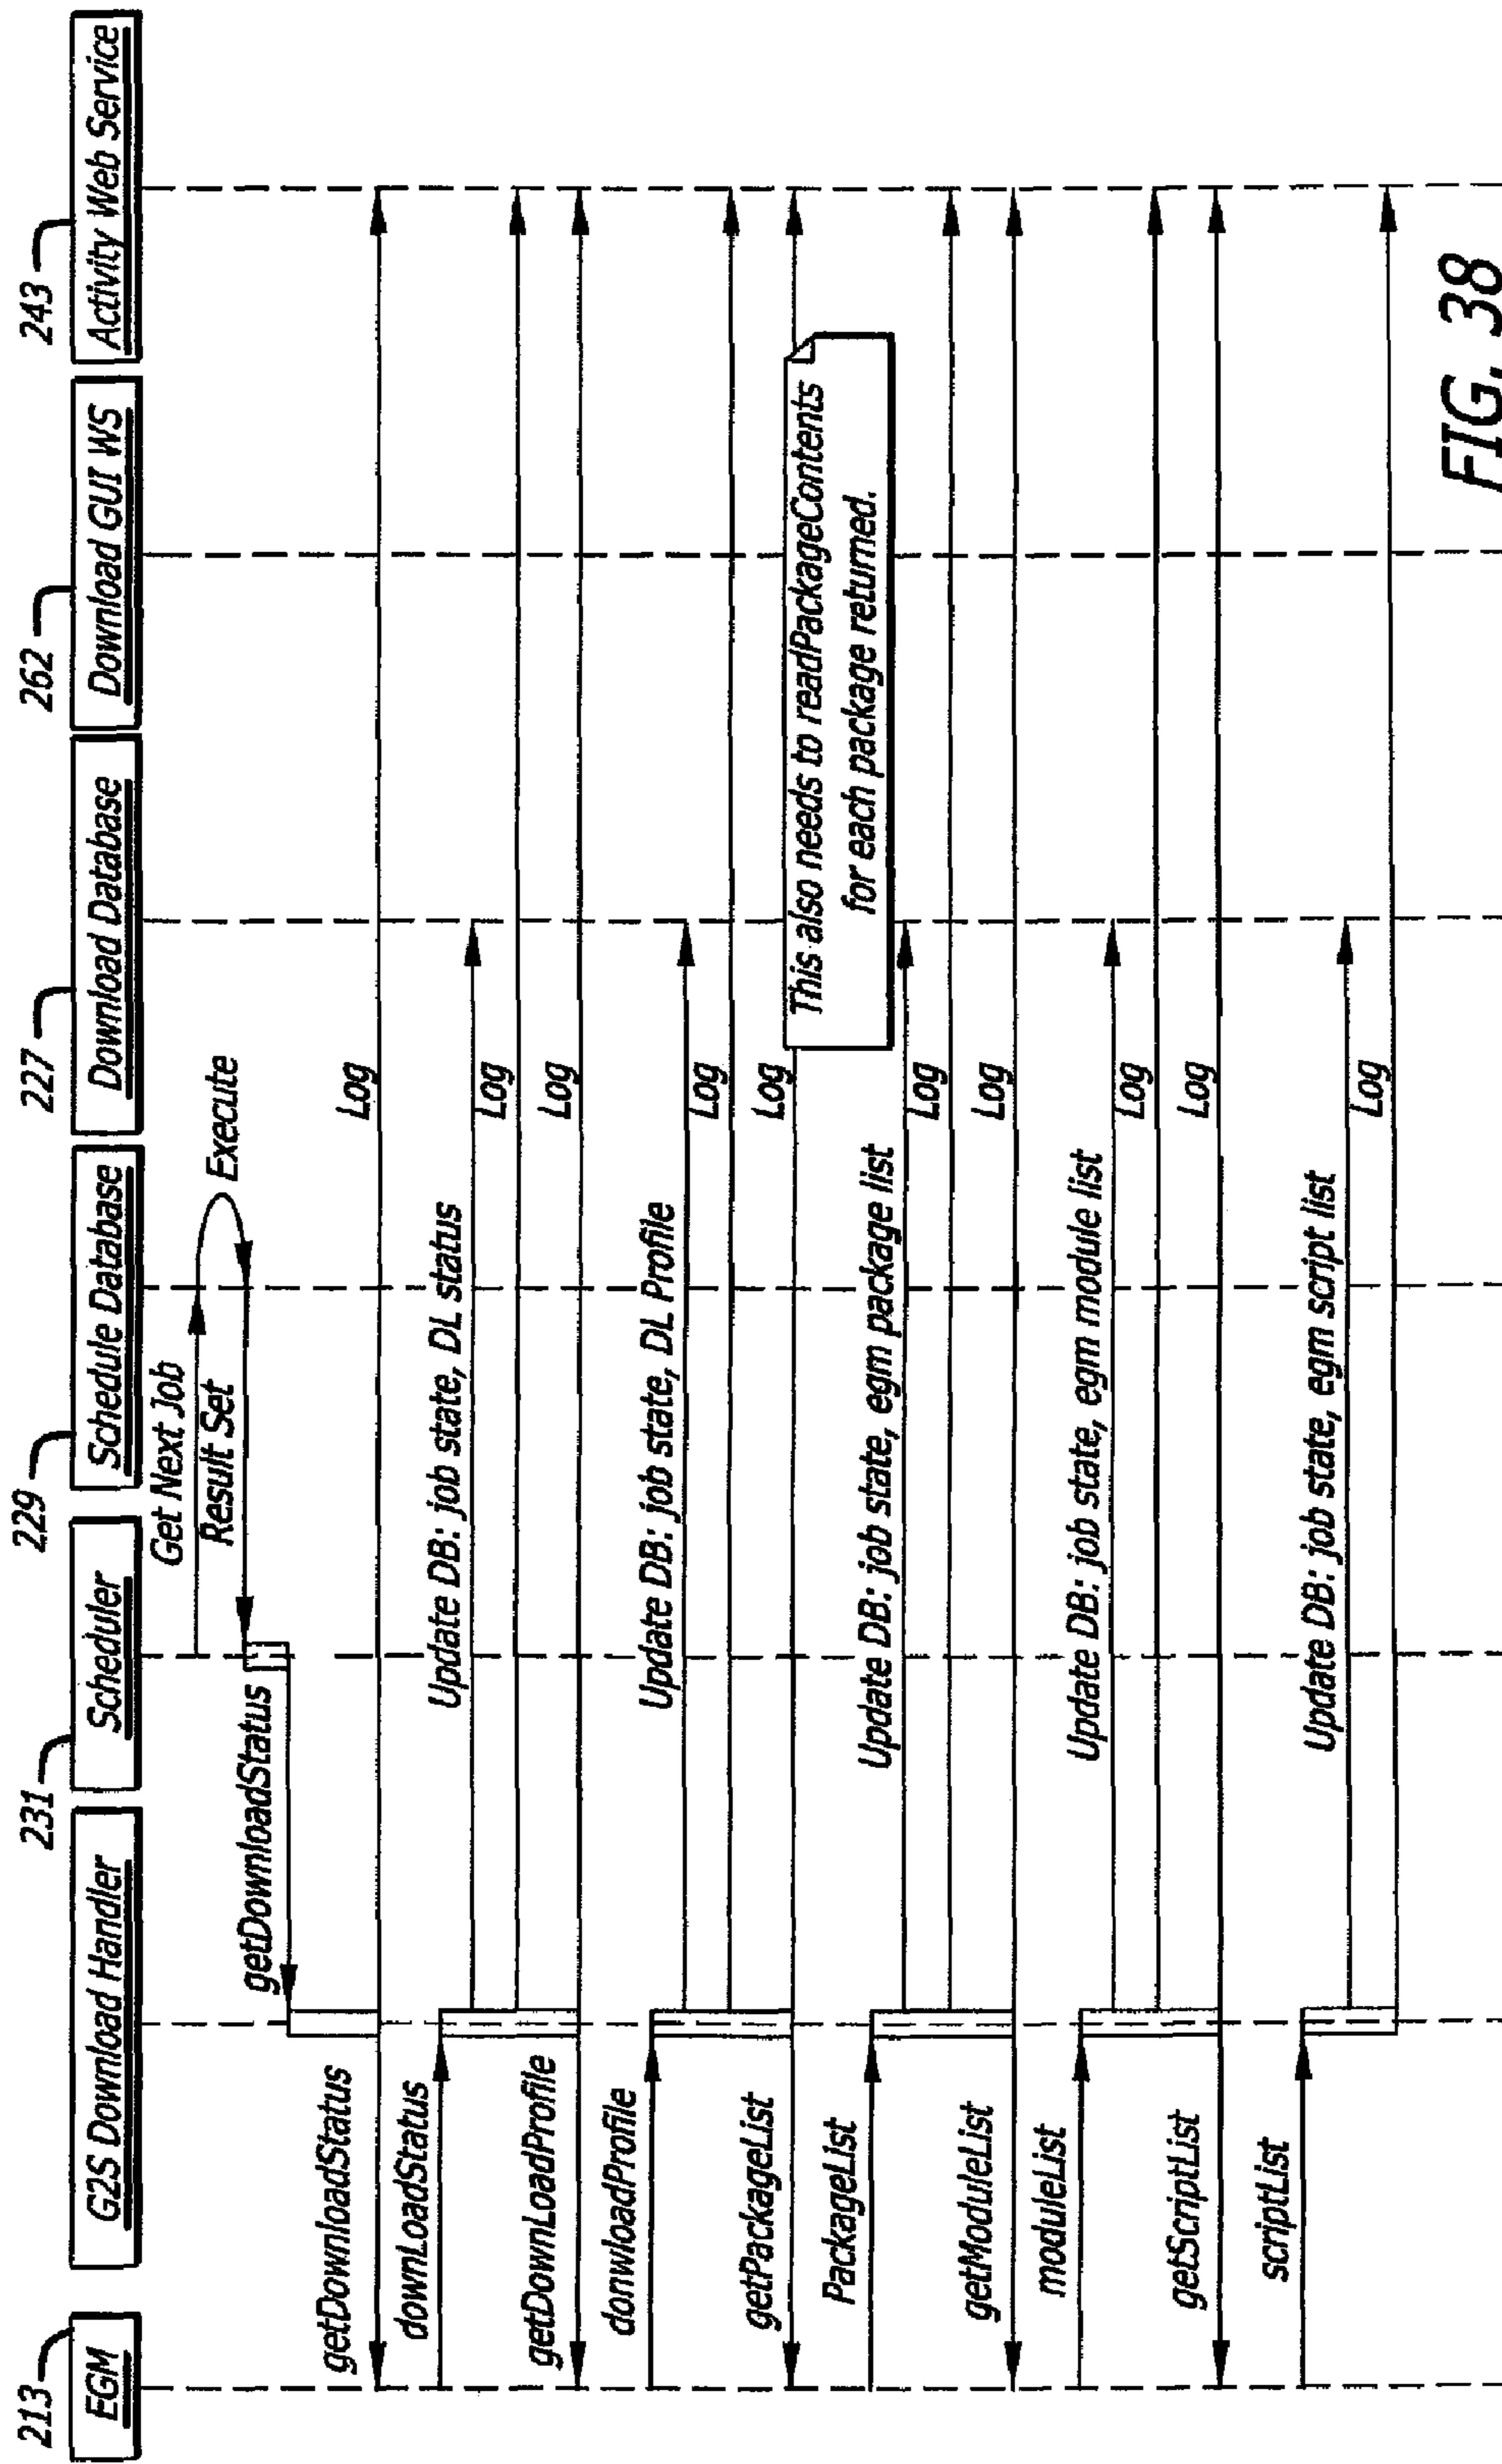 213
EGM
G2S Download Handler
231
Scheduler
229
Schedule Database
227
Download Database
262
Download GUI WS
243
Activity Web Service
Get Next Job
Execute
Result Set
getDownloadStatus
getDownloadStatus
Log
downLoadStatus
Update DB: job state, DL status
Log
getDownLoadProfile
Log
donwloadProfile
Update DB: job state, DL Profile
Log
getPackageList
Log
This also needs to readPackageContents
for each package returned.
PackageList
Update DB: job state, egm package list
Log
getModuleList
Log
moduleList
Update DB: job state, egm module list
Log
getScriptList
Log
scriptList
Update DB: job state, egm script list
Log
FIG. 38